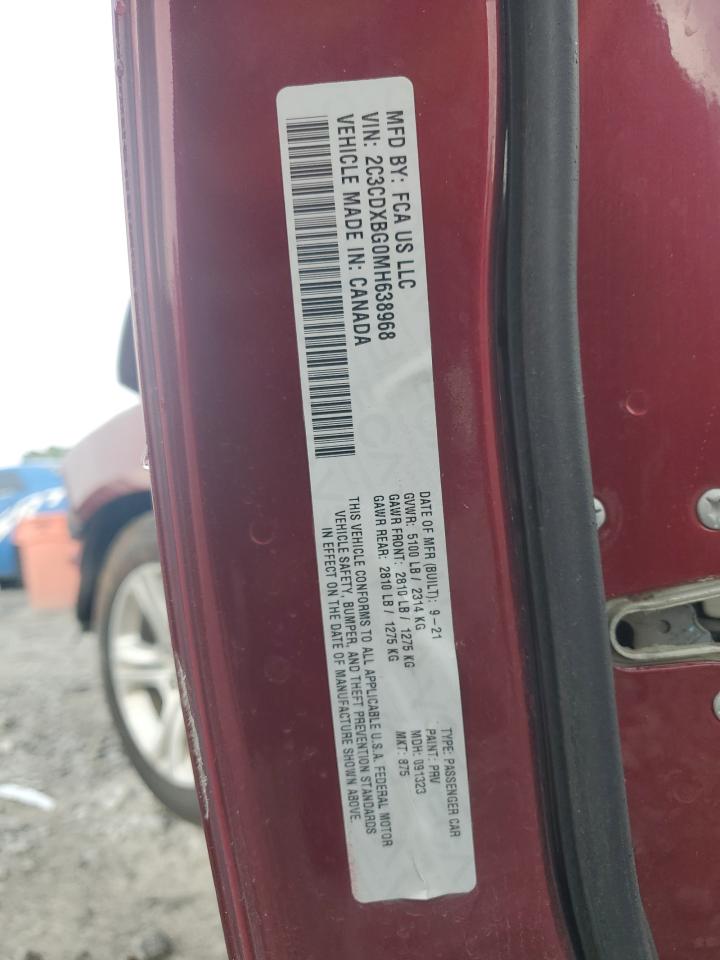 MFD BY: FCA US LLC
VIN: 2C3CDXBG0MH638968
VEHICLE MADE IN: CANADA
DATE OF MFR (BUILT): 9-21
GVWR: 5100 LB / 2314 KG
GAWR FRONT: 2810 LB / 1275 KG
GAWR REAR: 2810 LB / 1275 KG
THIS VEHICLE CONFORMS TO ALL APPLICABLE U.S.A. FEDERAL MOTOR
VEHICLE SAFETY, BUMPER, AND THEFT PREVENTION STANDARDS
IN EFFECT ON THE DATE OF MANUFACTURE SHOWN ABOVE.
TYPE: PASSENGER CAR
PAINT: PRV
MDH: 091323
MKT: 875